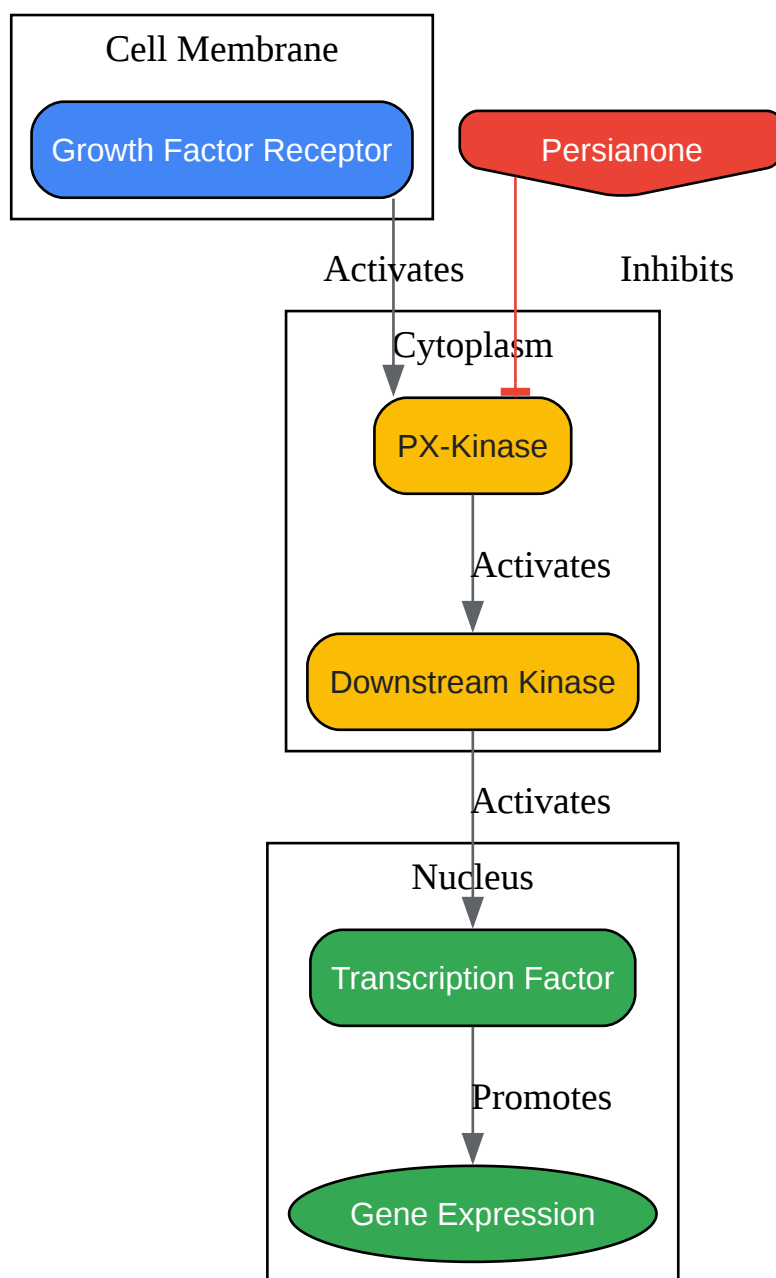 Cell Membrane
Growth Factor Receptor
Persianone
Activates
Inhibits
Cytoplasm
PX-Kinase
Activates
Downstream Kinase
Activates
Nucleus
Transcription Factor
Promotes
Gene Expression